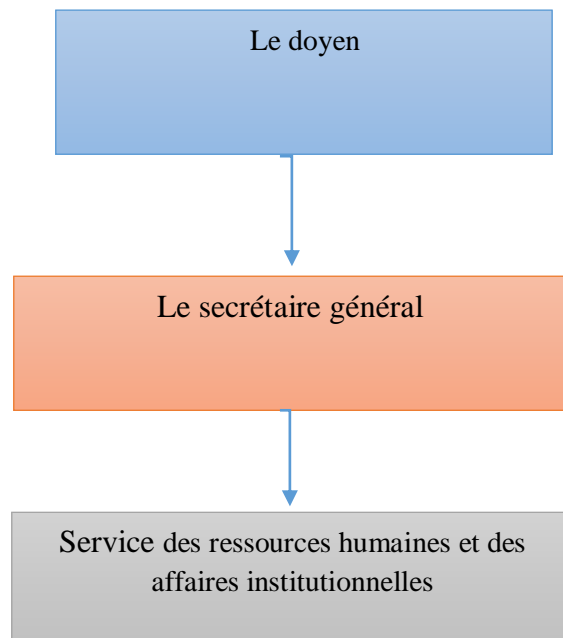 Le doyen
Le secrétaire général
Service des ressources humaines et des
affaires institutionnelles